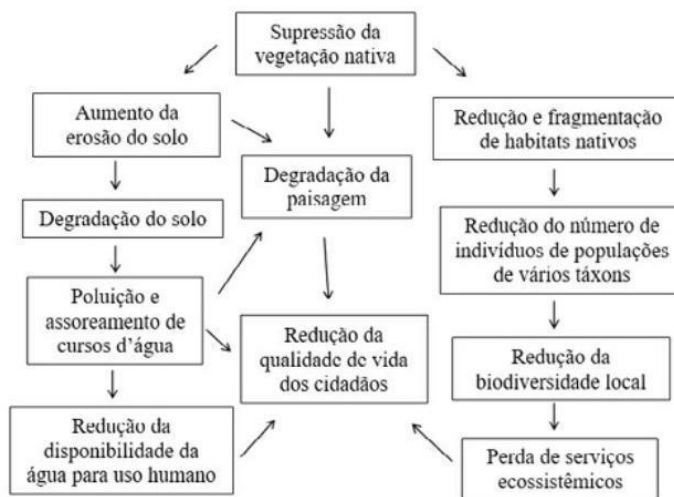 Supressão da
vegetação nativa
Aumento da
erosão do solo
Redução e fragmentação
de habitats nativos
Degradação da
paisagem
Degradação do solo
Redução do número de
indivíduos de populações
de vários táxons
Poluição e
assoreamento de
cursos d’água
Redução da
qualidade de vida
dos cidadãos
Redução da
biodiversidade local
Redução da
disponibilidade da
água para uso humano
Perda de serviços
ecossistêmicos